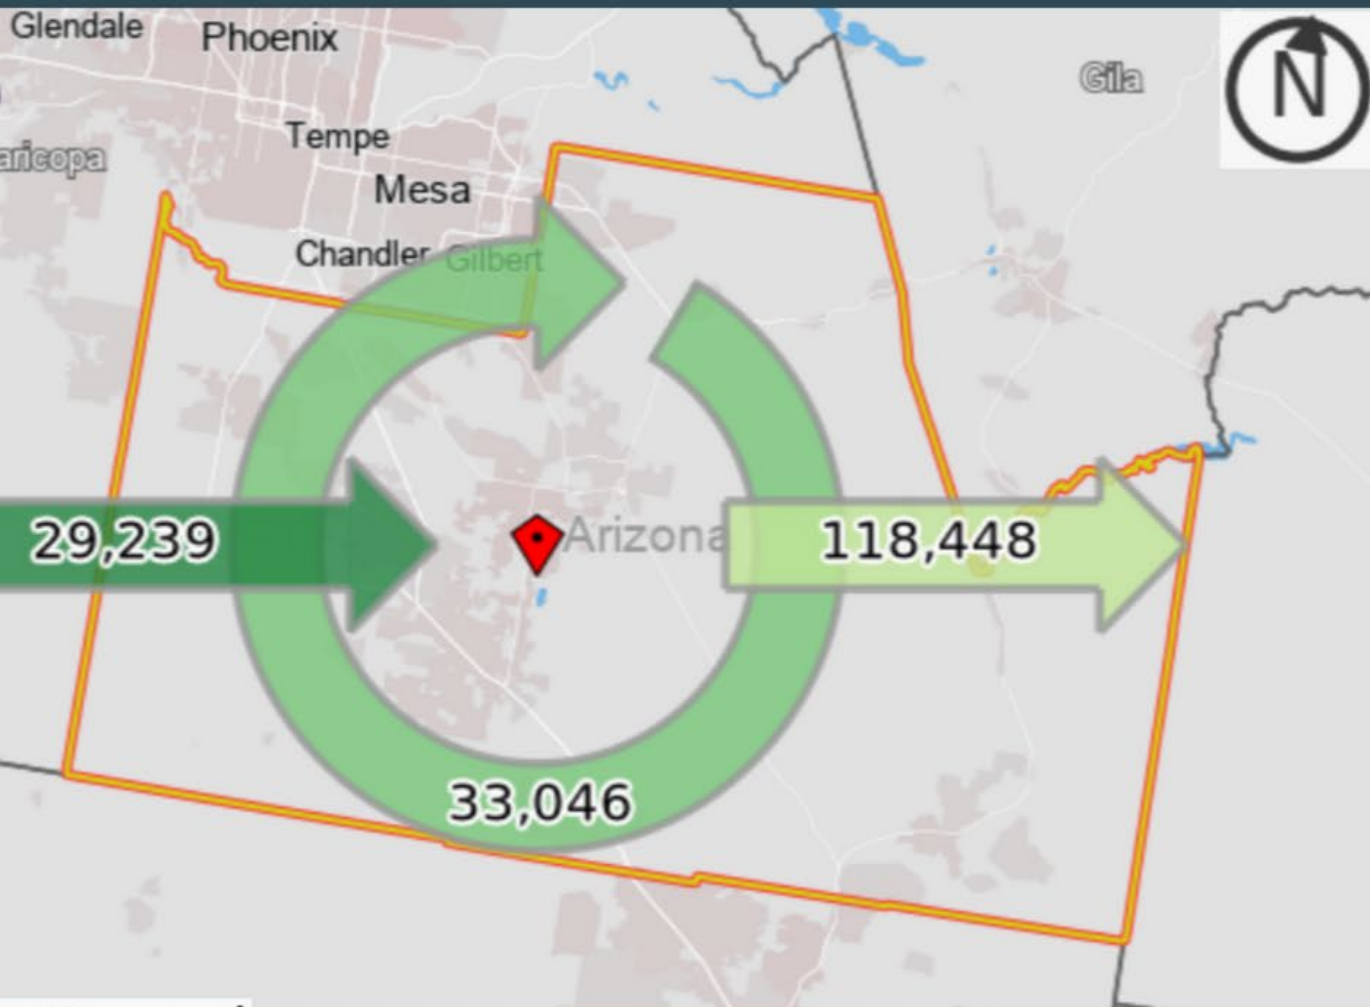 Glendale
Phoenix
N
Gila
Tempe
aricopa
Mesa
Chandler
Gilbert
29,239
Arizona
118,448
33,046